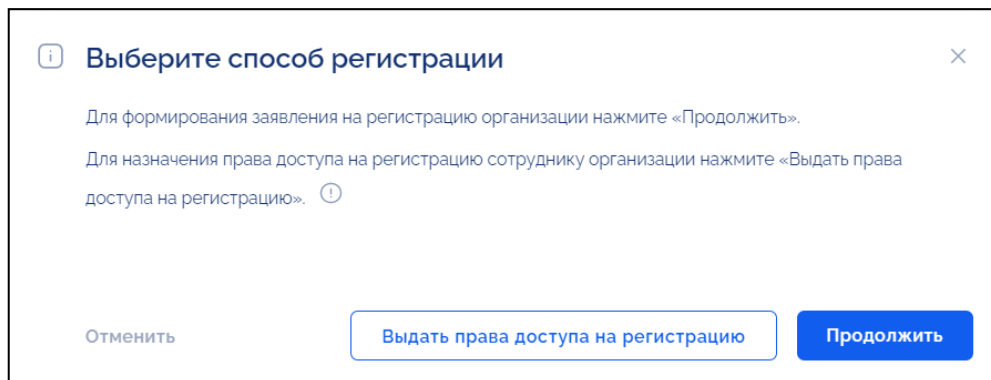 Выберите способ регистрации
Для формирования заявления на регистрацию организации нажмите «Продолжить».
Для назначения права доступа на регистрацию сотруднику организации нажмите «Выдать права
доступа на регистрацию».
Отменить
Выдать права доступа на регистрацию
Продолжить